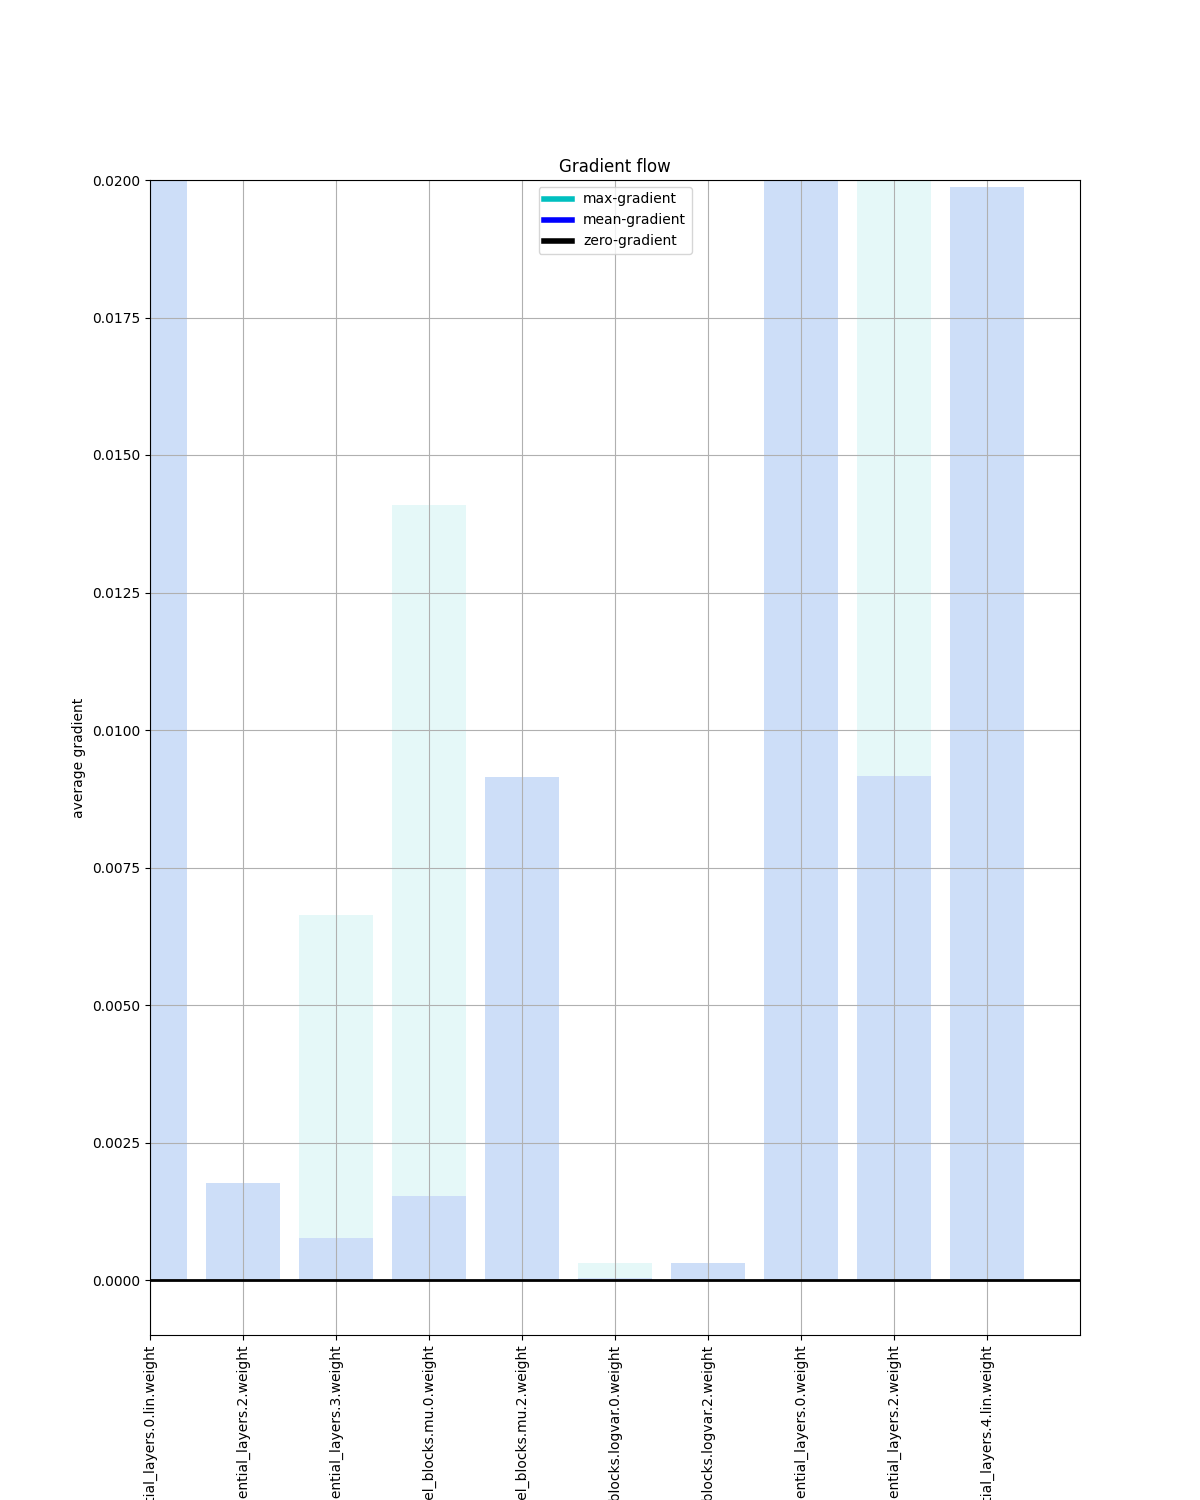 Gradient flow
max-gradient
mean-gradient
zero-gradient
average gradient
0.0200
0.0175
0.0150
0.0125
0.0100
0.0075
0.0050
0.0025
0.0000
tial_layers.0.lin.weight
ential_layers.2.weight
ential_layers.3.weight
el_blocks.mu.0.weight
el_blocks.mu.2.weight
blocks.logvar.0.weight
blocks.logvar.2.weight
ential_layers.0.weight
ential_layers.2.weight
tial_layers.4.lin.weight